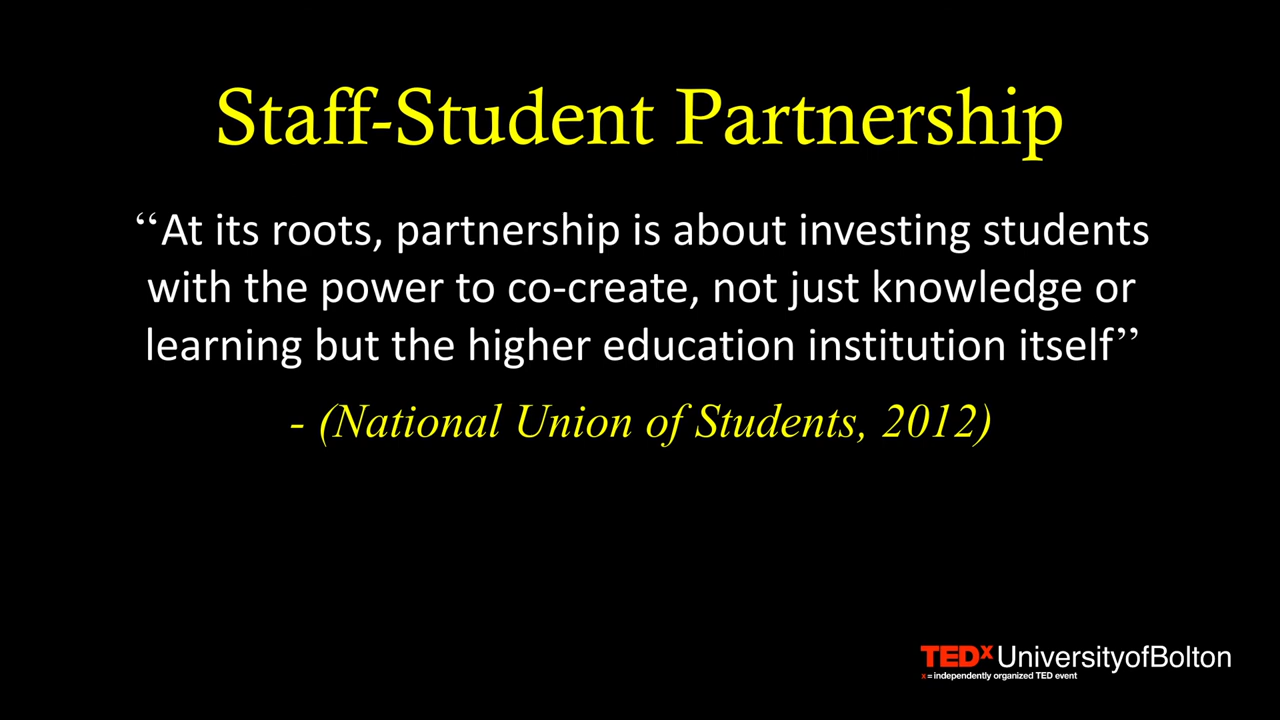 Staff-Student Partnership
“At its roots, partnership is about investing students
with the power to co-create, not just knowledge or
learning but the higher education institution itself”
- (National Union of Students, 2012)
TEDx UniversityofBolton
x = independently organized TED event